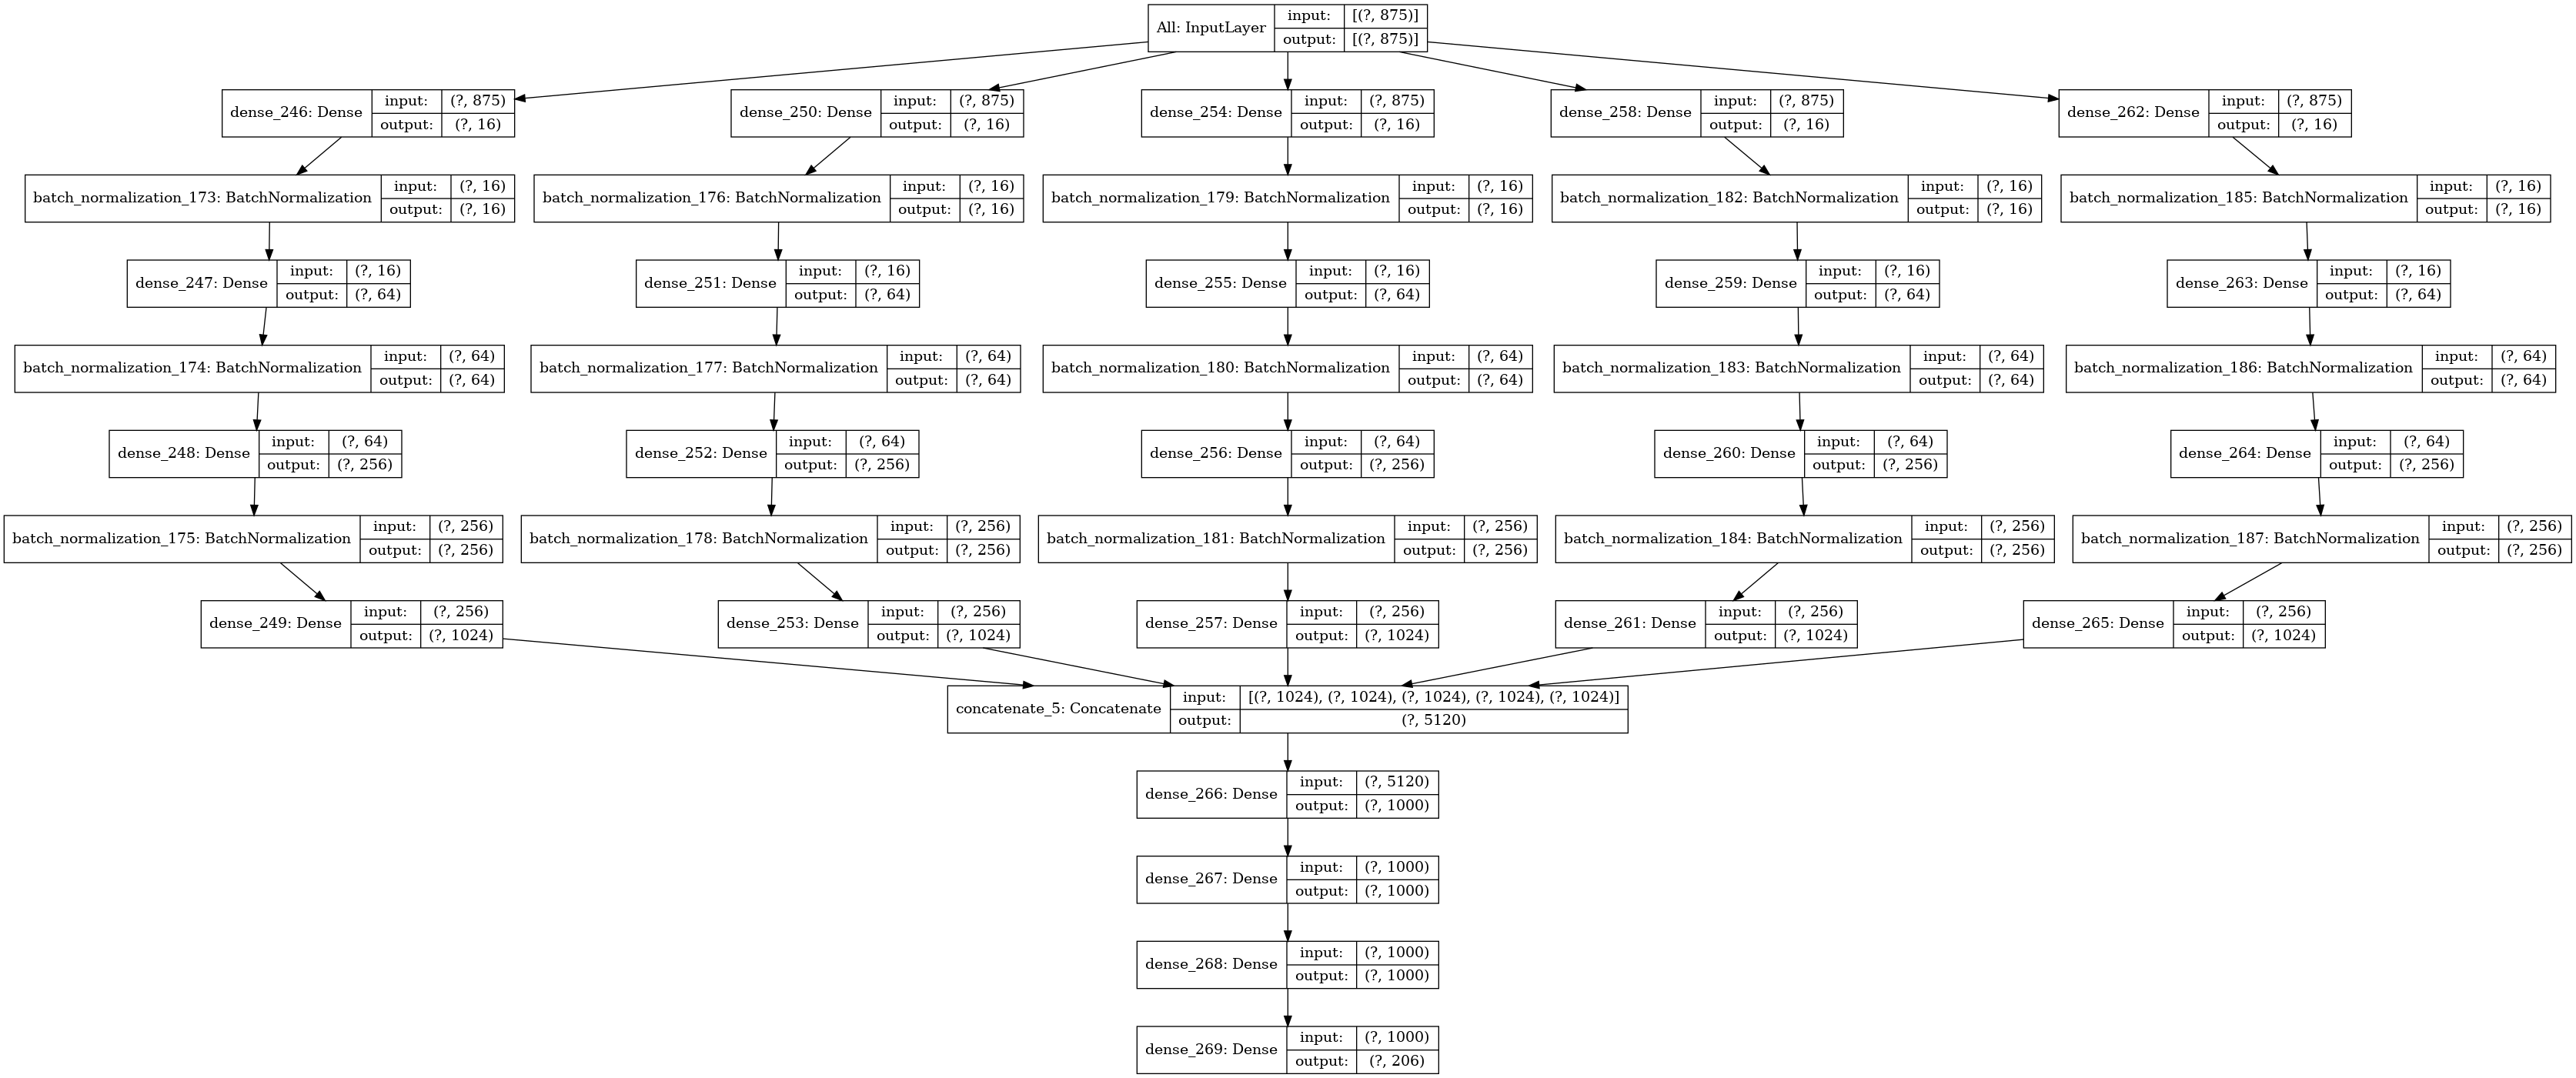 All: InputLayer input: [(?, 875)]
output: [(?, 875)]
dense_246: Dense input: (?, 875)
output: (?, 16)
dense_250: Dense input: (?, 875)
output: (?, 16)
dense_254: Dense input: (?, 875)
output: (?, 16)
dense_258: Dense input: (?, 875)
output: (?, 16)
dense_262: Dense input: (?, 875)
output: (?, 16)
batch_normalization_173: BatchNormalization input: (?, 16)
output: (?, 16)
batch_normalization_176: BatchNormalization input: (?, 16)
output: (?, 16)
batch_normalization_179: BatchNormalization input: (?, 16)
output: (?, 16)
batch_normalization_182: BatchNormalization input: (?, 16)
output: (?, 16)
batch_normalization_185: BatchNormalization input: (?, 16)
output: (?, 16)
dense_247: Dense input: (?, 16)
output: (?, 64)
dense_251: Dense input: (?, 16)
output: (?, 64)
dense_255: Dense input: (?, 16)
output: (?, 64)
dense_259: Dense input: (?, 16)
output: (?, 64)
dense_263: Dense input: (?, 16)
output: (?, 64)
batch_normalization_174: BatchNormalization input: (?, 64)
output: (?, 64)
batch_normalization_177: BatchNormalization input: (?, 64)
output: (?, 64)
batch_normalization_180: BatchNormalization input: (?, 64)
output: (?, 64)
batch_normalization_183: BatchNormalization input: (?, 64)
output: (?, 64)
batch_normalization_186: BatchNormalization input: (?, 64)
output: (?, 64)
dense_248: Dense input: (?, 64)
output: (?, 256)
dense_252: Dense input: (?, 64)
output: (?, 256)
dense_256: Dense input: (?, 64)
output: (?, 256)
dense_260: Dense input: (?, 64)
output: (?, 256)
dense_264: Dense input: (?, 64)
output: (?, 256)
batch_normalization_175: BatchNormalization input: (?, 256)
output: (?, 256)
batch_normalization_178: BatchNormalization input: (?, 256)
output: (?, 256)
batch_normalization_181: BatchNormalization input: (?, 256)
output: (?, 256)
batch_normalization_184: BatchNormalization input: (?, 256)
output: (?, 256)
batch_normalization_187: BatchNormalization input: (?, 256)
output: (?, 256)
dense_249: Dense input: (?, 256)
output: (?, 1024)
dense_253: Dense input: (?, 256)
output: (?, 1024)
dense_257: Dense input: (?, 256)
output: (?, 1024)
dense_261: Dense input: (?, 256)
output: (?, 1024)
dense_265: Dense input: (?, 256)
output: (?, 1024)
concatenate_5: Concatenate input: [(?, 1024), (?, 1024), (?, 1024), (?, 1024), (?, 1024)]
output: (?, 5120)
dense_266: Dense input: (?, 5120)
output: (?, 1000)
dense_267: Dense input: (?, 1000)
output: (?, 1000)
dense_268: Dense input: (?, 1000)
output: (?, 1000)
dense_269: Dense input: (?, 1000)
output: (?, 206)